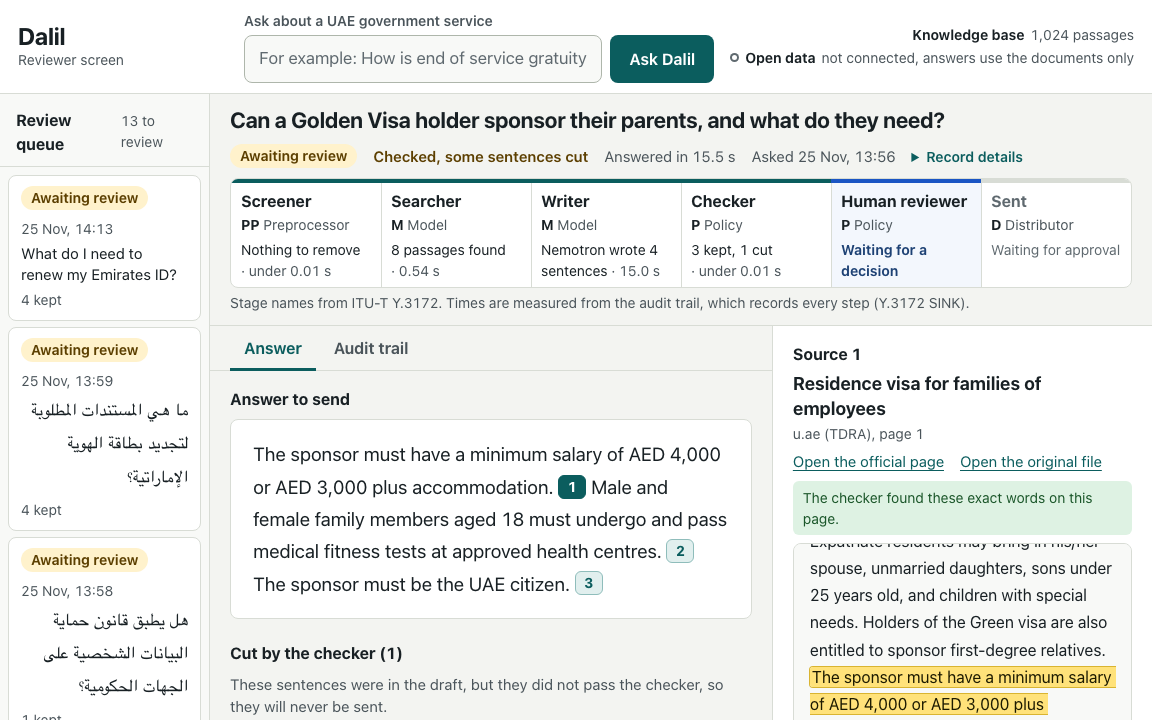 Dalil
Reviewer screen
Ask about a UAE government service
For example: How is end of service gratuity
Ask Dalil
Knowledge base 1,024 passages
Open data not connected, answers use the documents only
Review queue
13 to review
Awaiting review
25 Nov, 14:13
What do I need to
renew my Emirates ID?
4 kept
Awaiting review
25 Nov, 13:59
ما هي المستندات المطلوبة
لتجديد بطاقة الهوية
الإماراتية؟
4 kept
Awaiting review
25 Nov, 13:58
هل يطبق قانون حماية
البيانات الشخصية على
الجهات الحكومية؟
1 kept
Can a Golden Visa holder sponsor their parents, and what do they need?
Awaiting review Checked, some sentences cut Answered in 15.5 s Asked 25 Nov, 13:56 ▶ Record details
Screener
PP Preprocessor
Nothing to remove
· under 0.01 s
Searcher
M Model
8 passages found
· 0.54 s
Writer
M Model
Nemotron wrote 4
sentences · 15.0 s
Checker
P Policy
3 kept, 1 cut
· under 0.01 s
Human reviewer
P Policy
Waiting for a
decision
Sent
D Distributor
Waiting for approval
Stage names from ITU-T Y.3172. Times are measured from the audit trail, which records every step (Y.3172 SINK).
Answer
Audit trail
Answer to send
The sponsor must have a minimum salary of AED 4,000
or AED 3,000 plus accommodation. 1 Male and
female family members aged 18 must undergo and pass
medical fitness tests at approved health centres. 2
The sponsor must be the UAE citizen. 3
Cut by the checker (1)
These sentences were in the draft, but they did not pass the checker, so
they will never be sent.
Source 1
Residence visa for families of
employees
u.ae (TDRA), page 1
Open the official page Open the original file
The checker found these exact words on this
page.
Expatriate residents may bring in his/her
spouse, unmarried daughters, sons under
25 years old, and children with special
needs. Holders of the Green visa are also
entitled to sponsor first-degree relatives.
The sponsor must have a minimum salary
of AED 4,000 or AED 3,000 plus